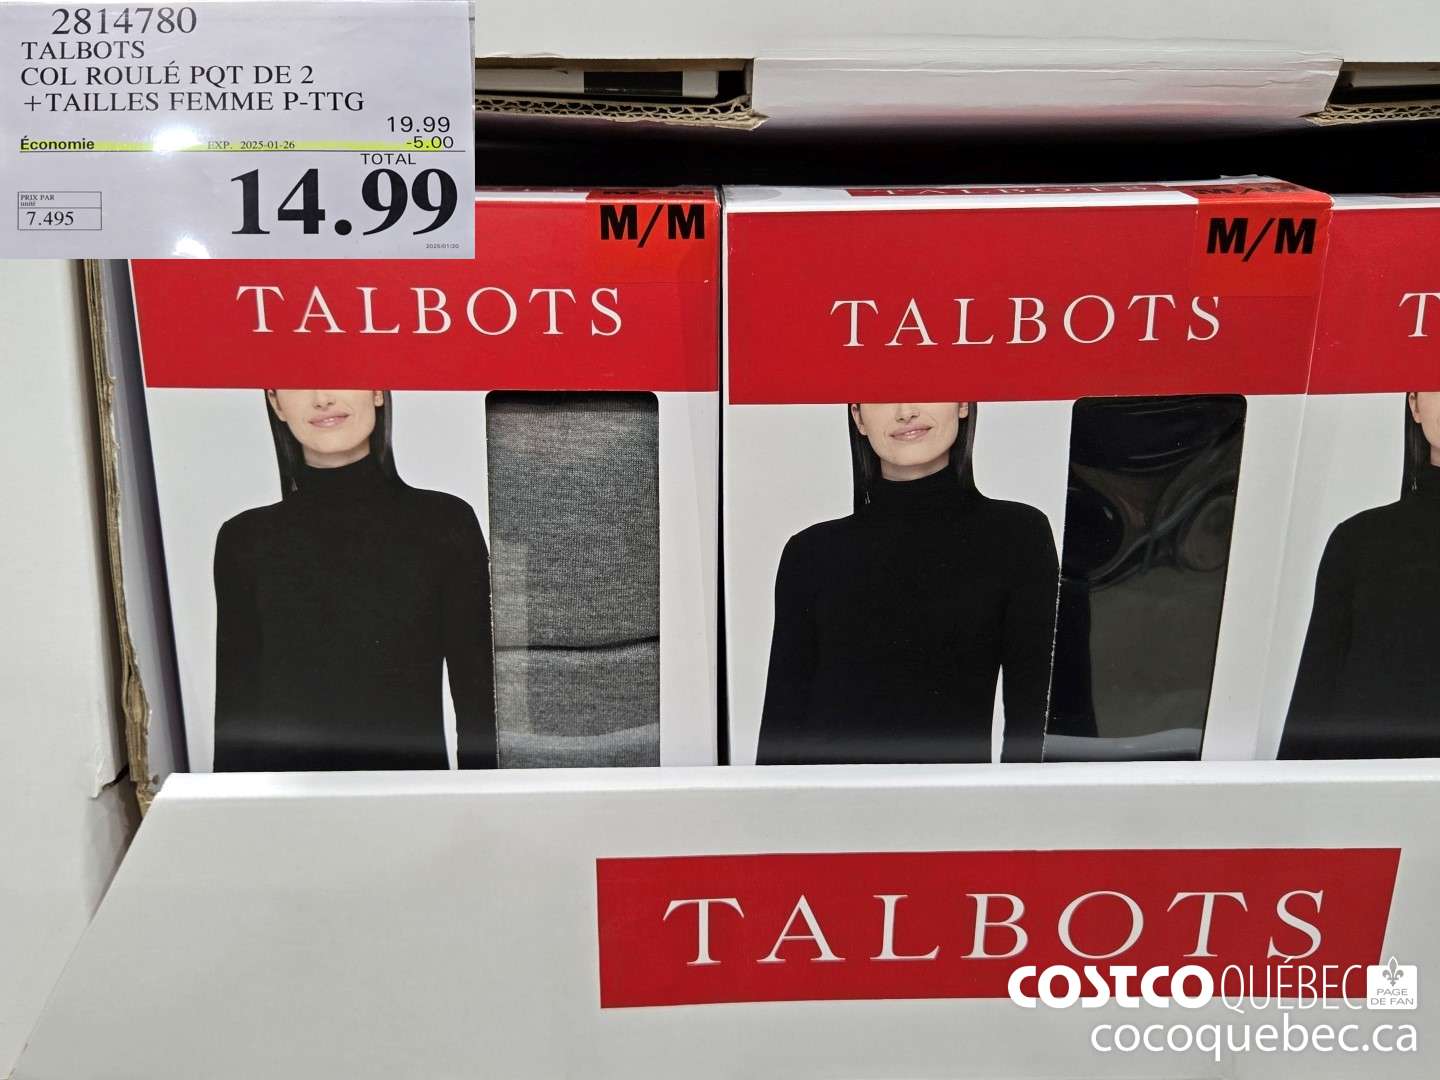 2814780
TALBOTS
COL ROULÉ PQT DE 2
+TAILLES FEMME P-TTG
19.99
Économie EXP. 2025-01-26 -5.00
TOTAL
14.99
PRIX PAR
unité
7.495
2025/01/20
M/M M/M
TALBOTS
M/M
TALBOTS
M/M
TALBOTS
T
TALBOTS
COSTCO QUÉBEC PAGE
DE FAN
cocoquebec.ca